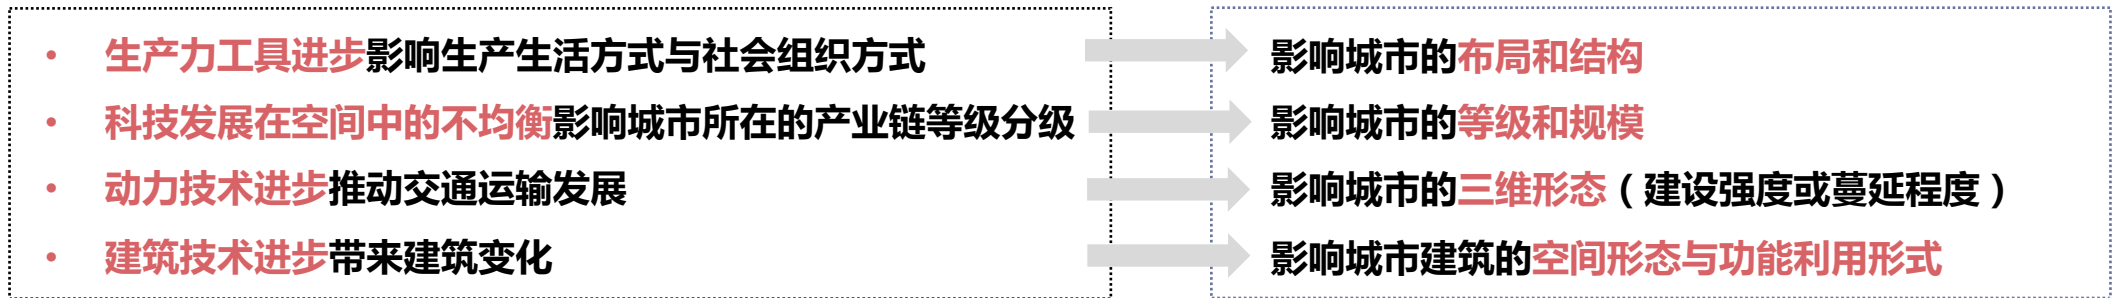 • 生产力工具进步影响生产生活方式与社会组织方式
影响城市的布局和结构
• 科技发展在空间中的不均衡影响城市所在的产业链等级分级
影响城市的等级和规模
• 动力技术进步推动交通运输发展
影响城市的三维形态（建设强度或蔓延程度）
• 建筑技术进步带来建筑变化
影响城市建筑的空间形态与功能利用形式